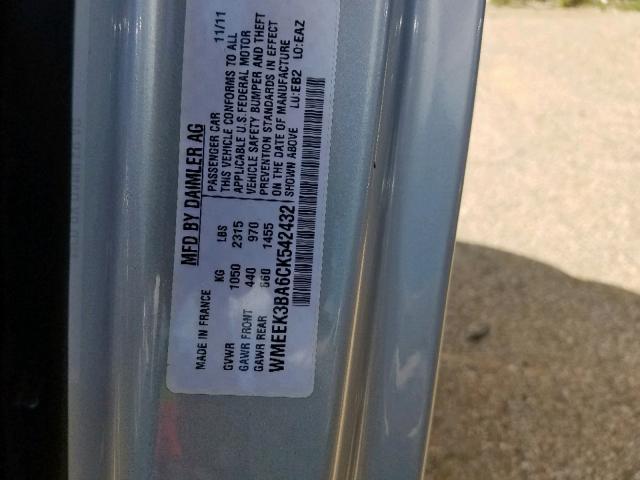 MFD BY DAIMLER AG
MADE IN FRANCE
11/11
KG LBS
GVWR 1050 2315
GAWR FRONT 440 970
GAWR REAR 660 1455
PASSENGER CAR
THIS VEHICLE CONFORMS TO ALL
APPLICABLE U.S. FEDERAL MOTOR
VEHICLE SAFETY BUMPER AND THEFT
PREVENTION STANDARDS IN EFFECT
ON THE DATE OF MANUFACTURE
SHOWN ABOVE
WMEEK3BA6CK542432
LU:EB2 LO:EAZ